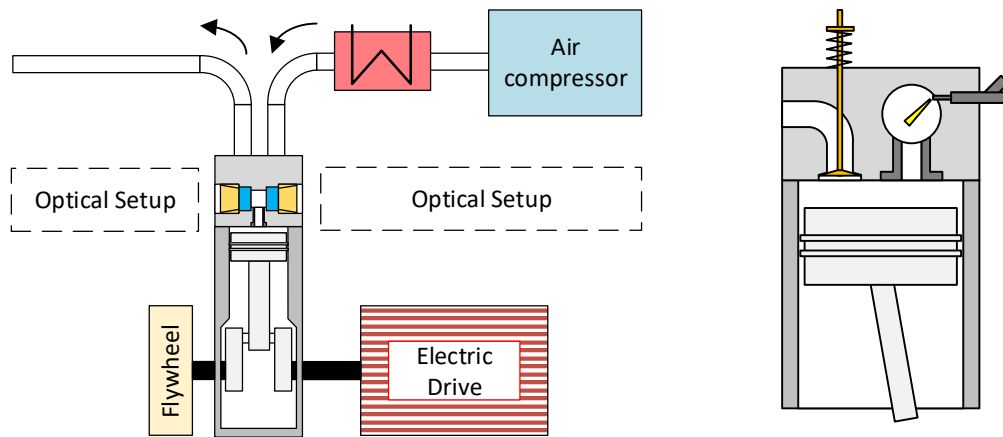 Air
compressor
Optical Setup
Optical Setup
Flywheel
Electric
Drive